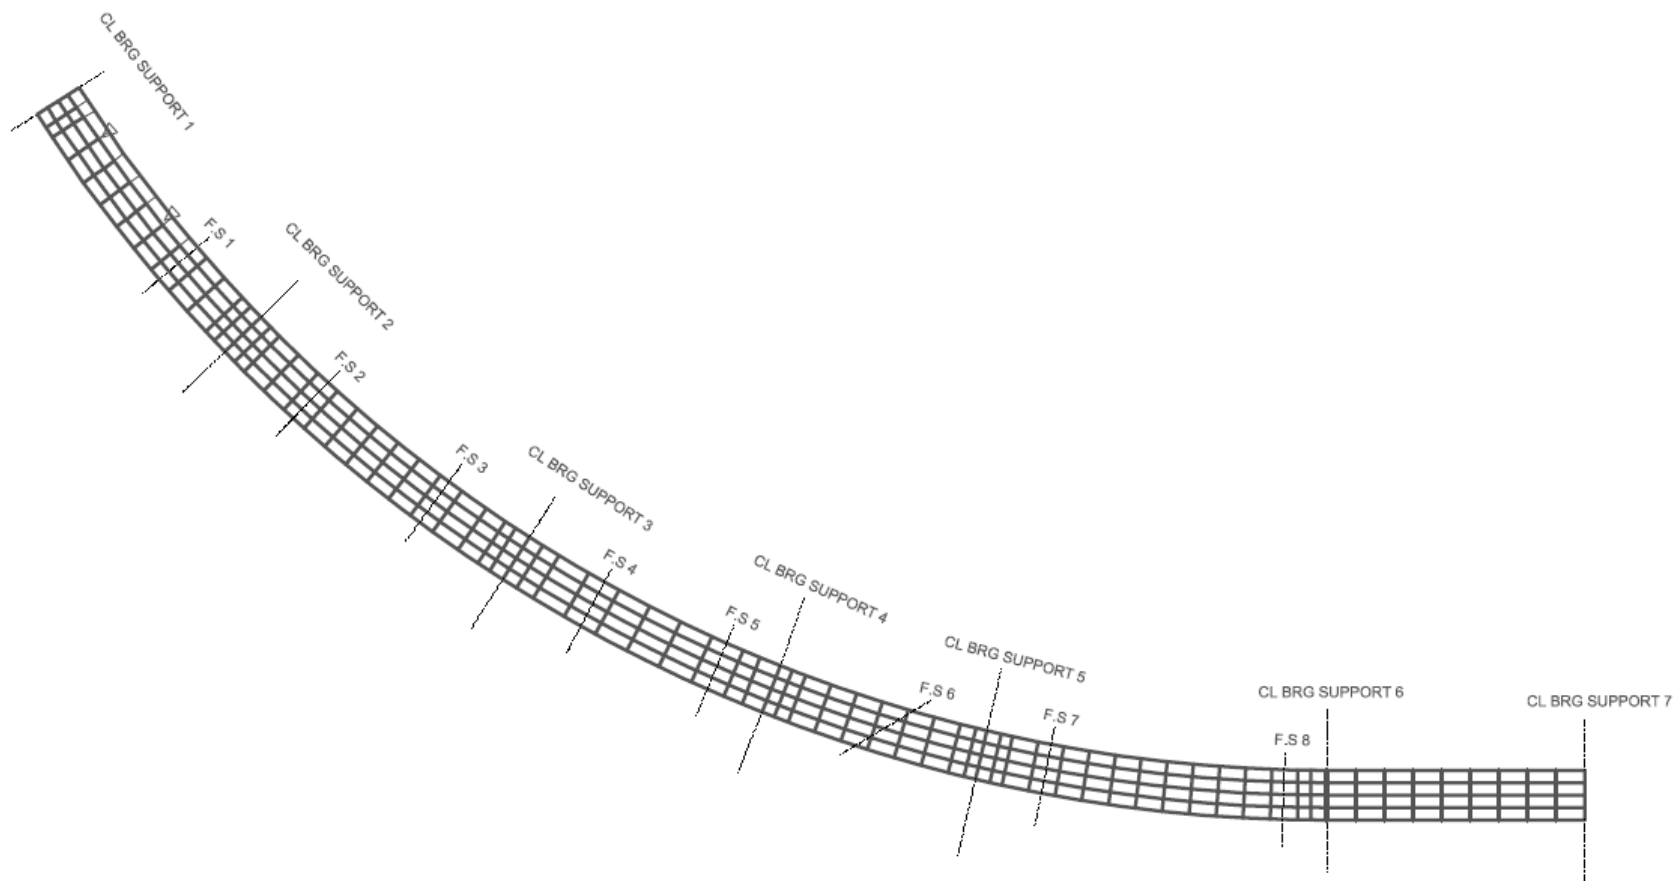 CL BRG SUPPORT 1
F.S 1
CL BRG SUPPORT 2
F.S 2
F.S 3
CL BRG SUPPORT 3
F.S 4
CL BRG SUPPORT 4
F.S 5
CL BRG SUPPORT 5
F.S 6
F.S 7
CL BRG SUPPORT 6
F.S 8
CL BRG SUPPORT 7